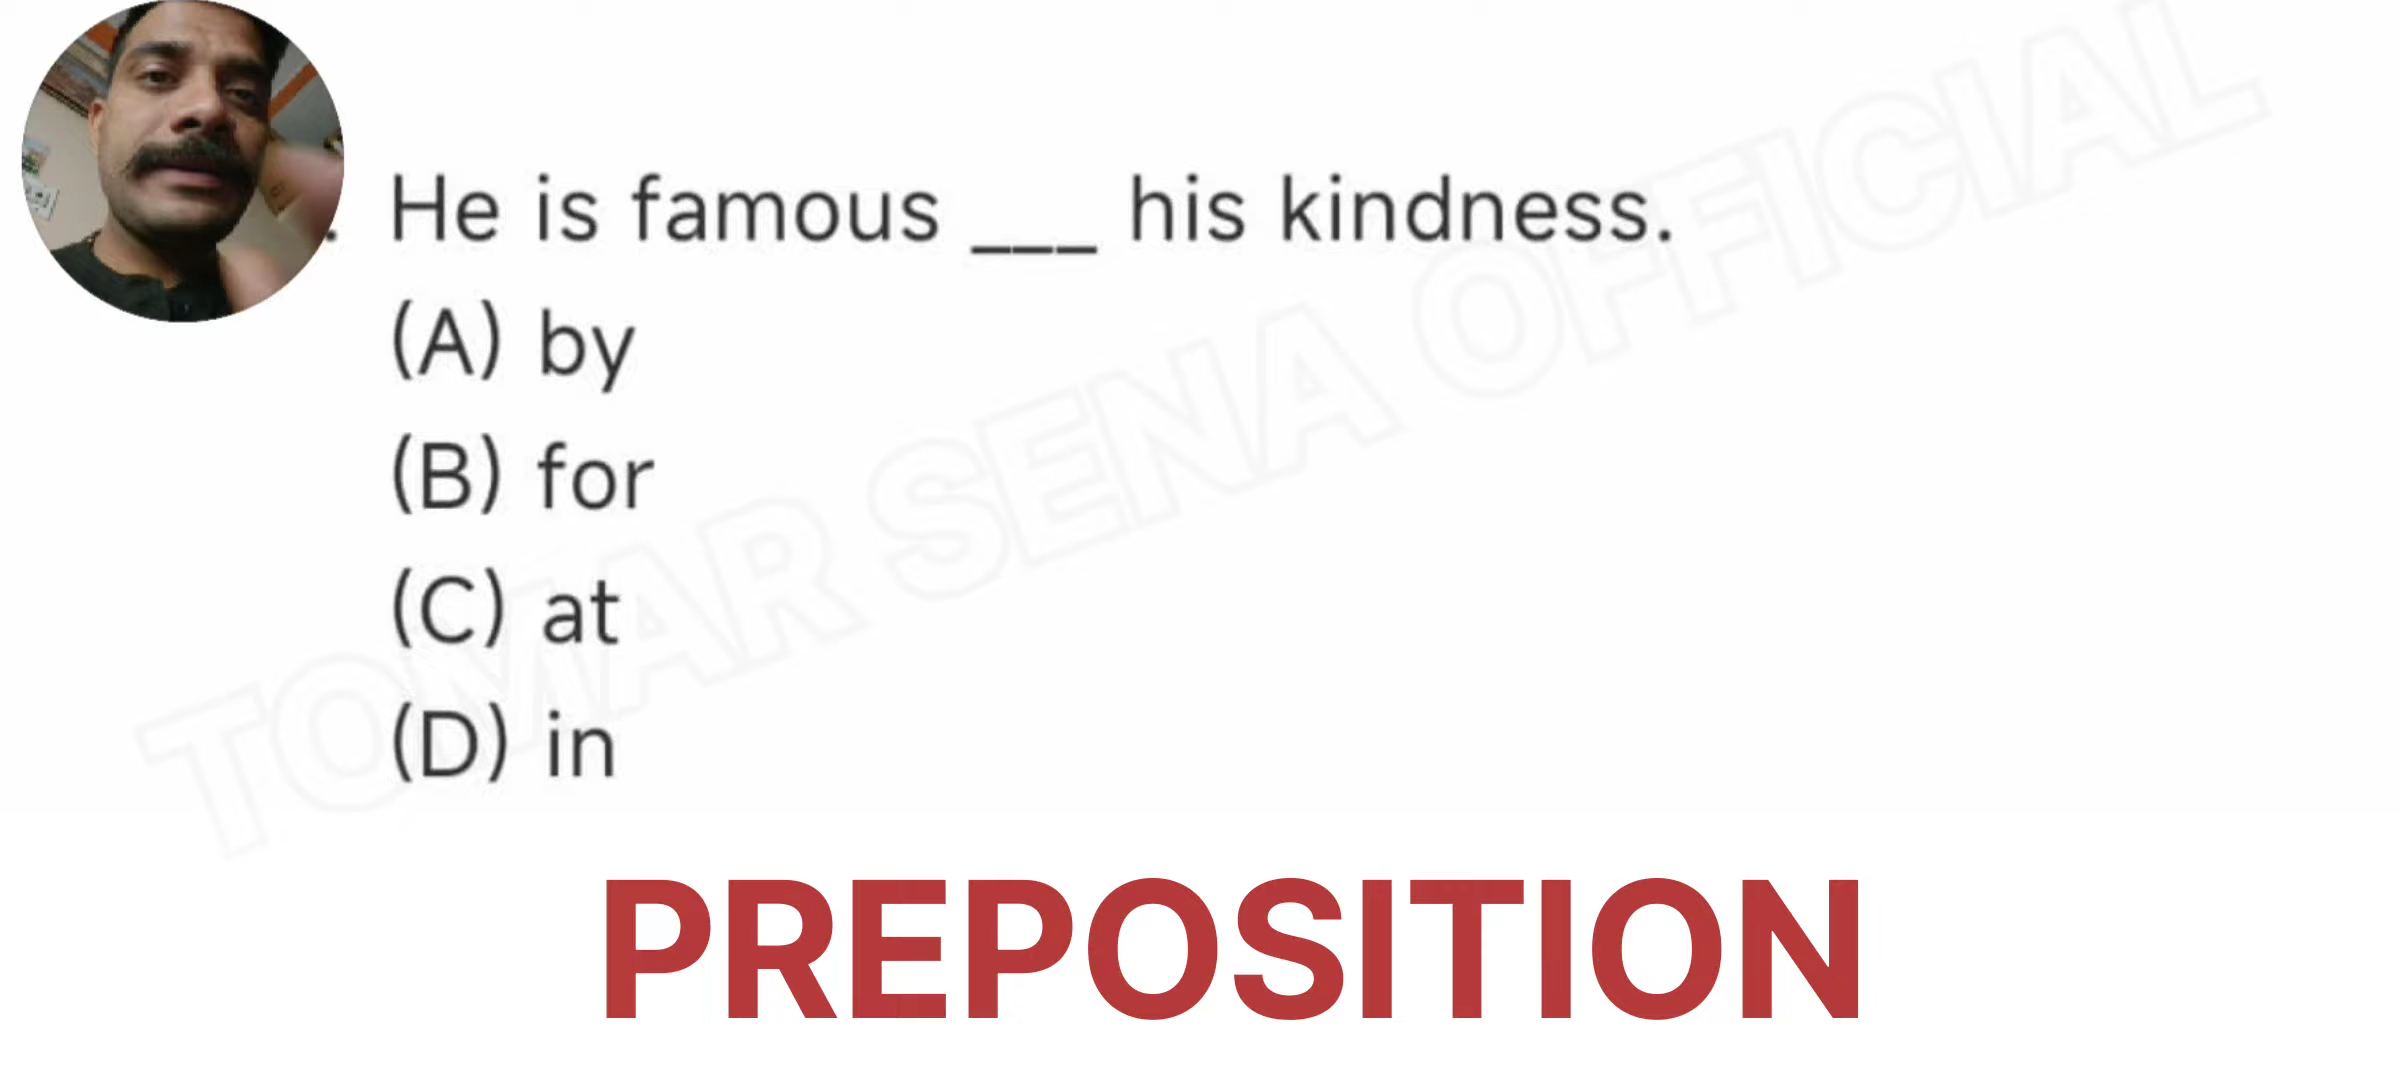 . He is famous ___ his kindness.
(A) by
(B) for
(C) at
(D) in
TOMAR SENA OFFICIAL
PREPOSITION